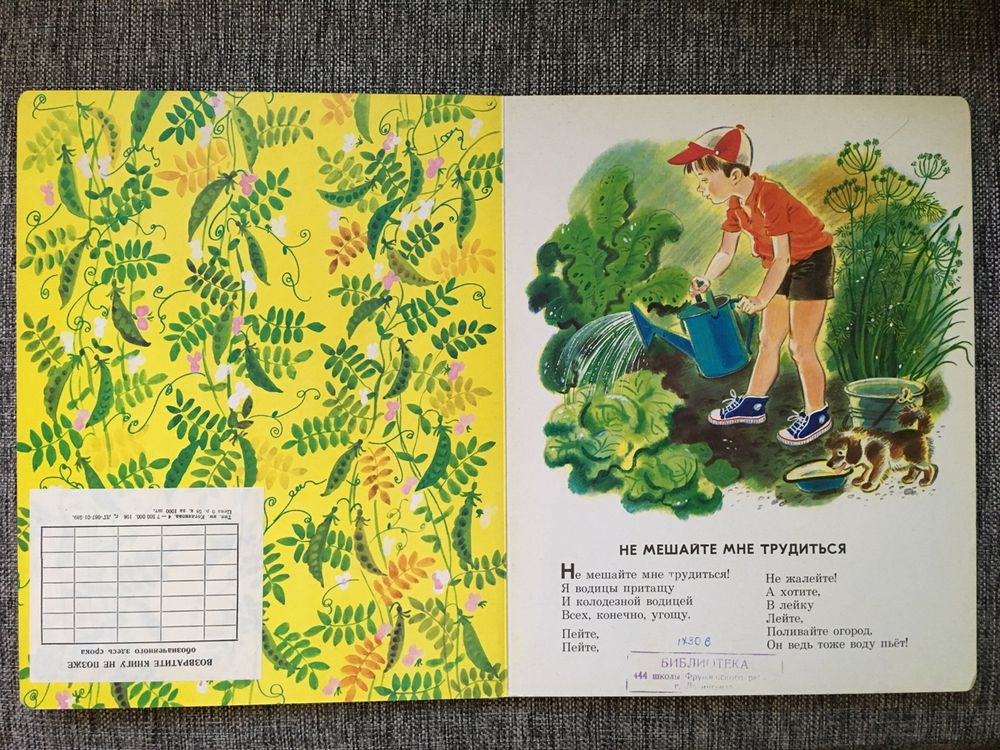 ВОЗВРАТИТЕ КНИГУ НЕ ПОЗЖЕ
обозначенного здесь срока
НЕ МЕШАЙТЕ МНЕ ТРУДИТЬСЯ
Не мешайте мне трудиться!
Я водицы притащу
И колодезной водицей
Всех, конечно, угощу.
Пейте,
Пейте,
Не жалейте!
А хотите,
В лейку
Лейте,
Поливайте огород,
Он ведь тоже воду пьёт!
БИБЛИОТЕКА
444 школы Фрунзенского
г. Ленинграда